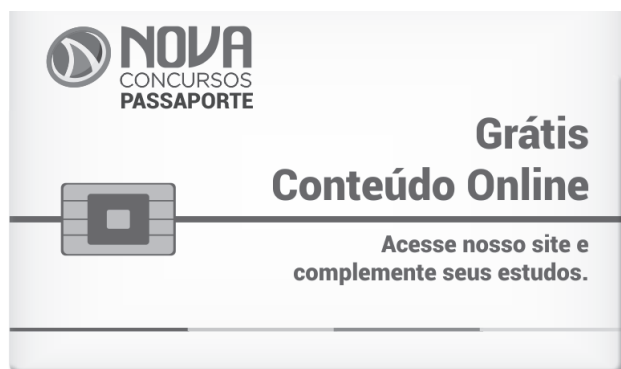 NOVA
CONCURSOS
PASSAPORTE
Grátis
Conteúdo Online
Acesse nosso site e
complemente seus estudos.